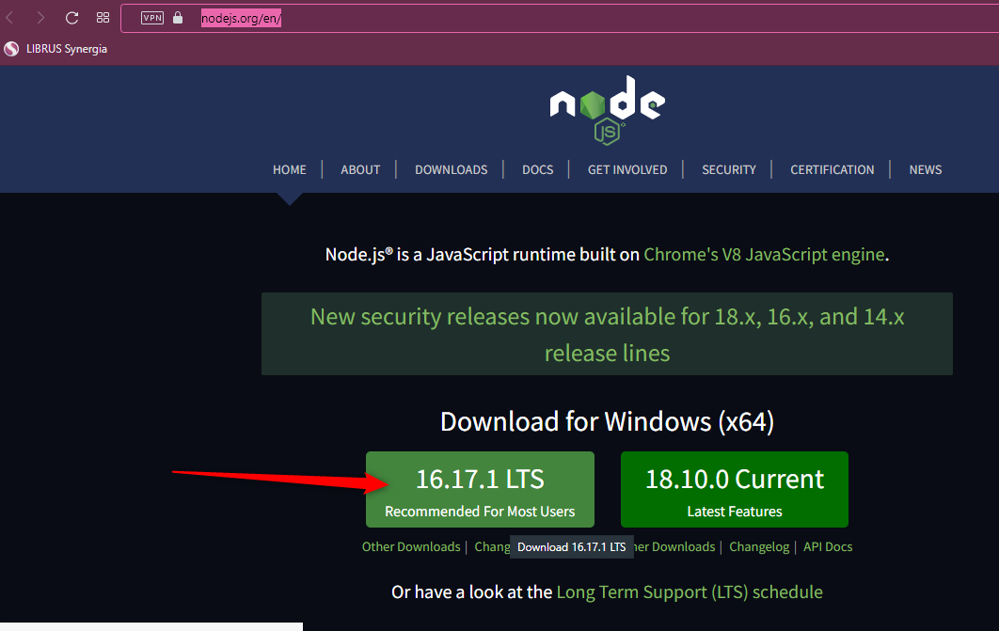 VPN nodejs.org/en/
LIBRUS Synergia
node
JS
HOME | ABOUT | DOWNLOADS | DOCS | GET INVOLVED | SECURITY | CERTIFICATION | NEWS
Node.js® is a JavaScript runtime built on Chrome's V8 JavaScript engine.
New security releases now available for 18.x, 16.x, and 14.x
release lines
Download for Windows (x64)
16.17.1 LTS 18.10.0 Current
Recommended For Most Users Latest Features
Other Downloads | Chang Download 16.17.1 LTS er Downloads | Changelog | API Docs
Or have a look at the Long Term Support (LTS) schedule